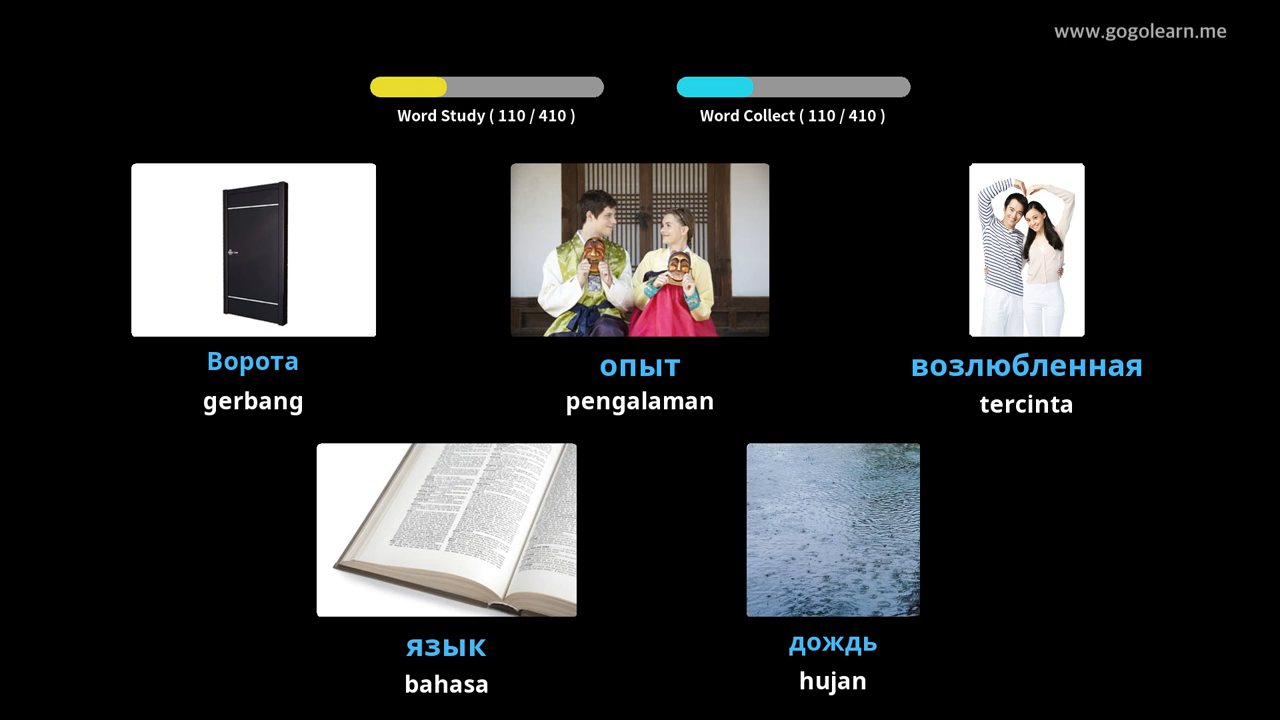 www.gogolearn.me
Word Study ( 110 / 410 )
Word Collect ( 110 / 410 )
Ворота
gerbang
опыт
pengalaman
возлюбленная
tercinta
язык
bahasa
дождь
hujan